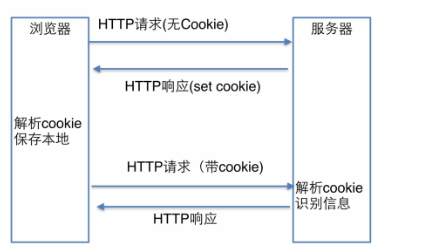 浏览器
HTTP请求(无Cookie)
服务器
HTTP响应(set cookie)
解析cookie
保存本地
HTTP请求（带cookie)
解析cookie
识别信息
HTTP响应